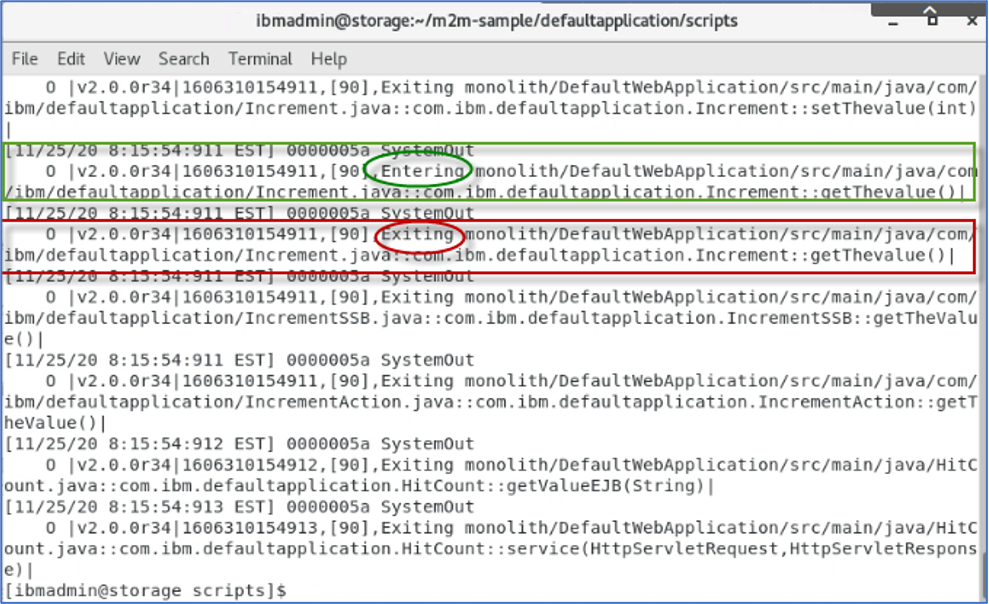 ibmadmin@storage:~/m2m-sample/defaultapplication/scripts
File Edit View Search Terminal Help
O |v2.0.0r34|1606310154911,[90],Exiting monolith/DefaultWebApplication/src/main/java/com/
ibm/defaultapplication/Increment.java::com.ibm.defaultapplication.Increment::setThevalue(int)
|
[11/25/20 8:15:54:911 EST] 0000005a SystemOut
O |v2.0.0r34|1606310154911,[90],Entering monolith/DefaultWebApplication/src/main/java/com
/ibm/defaultapplication/Increment.java::com.ibm.defaultapplication.Increment::getThevalue()|
[11/25/20 8:15:54:911 EST] 0000005a SystemOut
O |v2.0.0r34|1606310154911,[90],Exiting monolith/DefaultWebApplication/src/main/java/com/
ibm/defaultapplication/Increment.java::com.ibm.defaultapplication.Increment::getThevalue()|
[11/25/20 8:15:54:911 EST] 0000005a SystemOut
O |v2.0.0r34|1606310154911,[90],Exiting monolith/DefaultWebApplication/src/main/java/com/
ibm/defaultapplication/IncrementSSB.java::com.ibm.defaultapplication.IncrementSSB::getTheValu
e()|
[11/25/20 8:15:54:911 EST] 0000005a SystemOut
O |v2.0.0r34|1606310154911,[90],Exiting monolith/DefaultWebApplication/src/main/java/com/
ibm/defaultapplication/IncrementAction.java::com.ibm.defaultapplication.IncrementAction::getT
heValue()|
[11/25/20 8:15:54:912 EST] 0000005a SystemOut
O |v2.0.0r34|1606310154912,[90],Exiting monolith/DefaultWebApplication/src/main/java/HitC
ount.java::com.ibm.defaultapplication.HitCount::getValueEJB(String)|
[11/25/20 8:15:54:913 EST] 0000005a SystemOut
O |v2.0.0r34|1606310154913,[90],Exiting monolith/DefaultWebApplication/src/main/java/HitC
ount.java::com.ibm.defaultapplication.HitCount::service(HttpServletRequest,HttpServletRespons
e)|
[ibmadmin@storage scripts]$